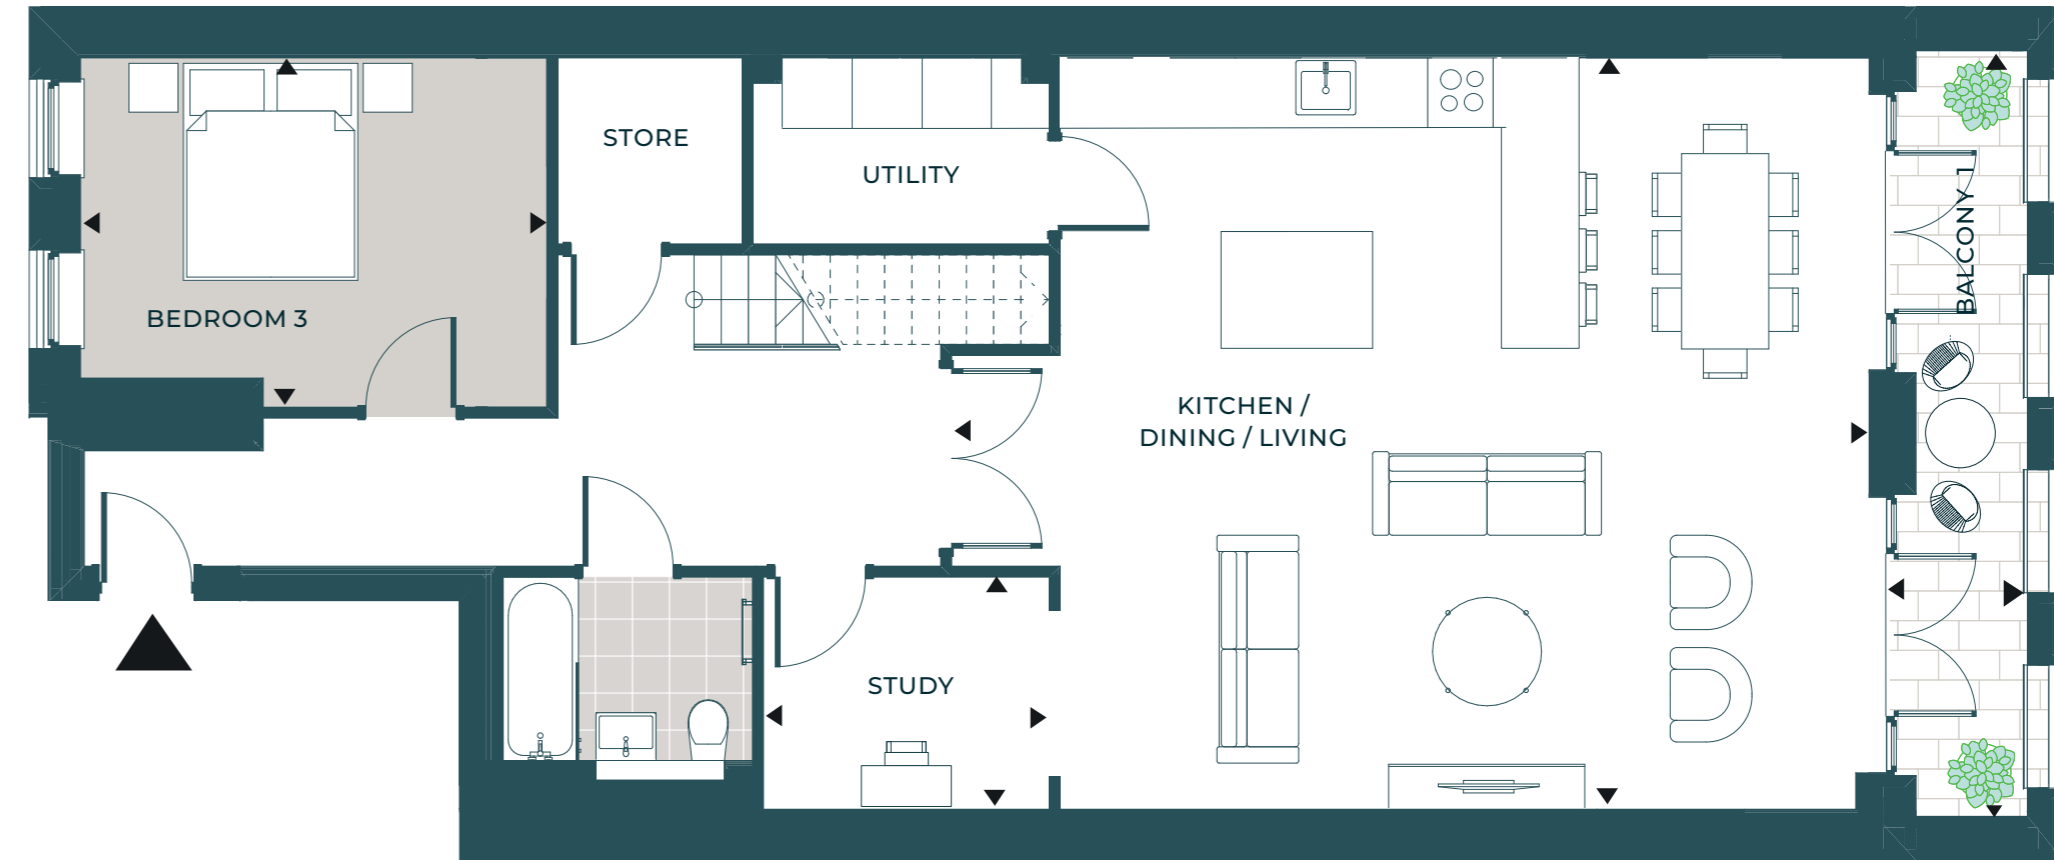 STORE
UTILITY
BALCONY 1
BEDROOM 3
KITCHEN /
DINING / LIVING
STUDY